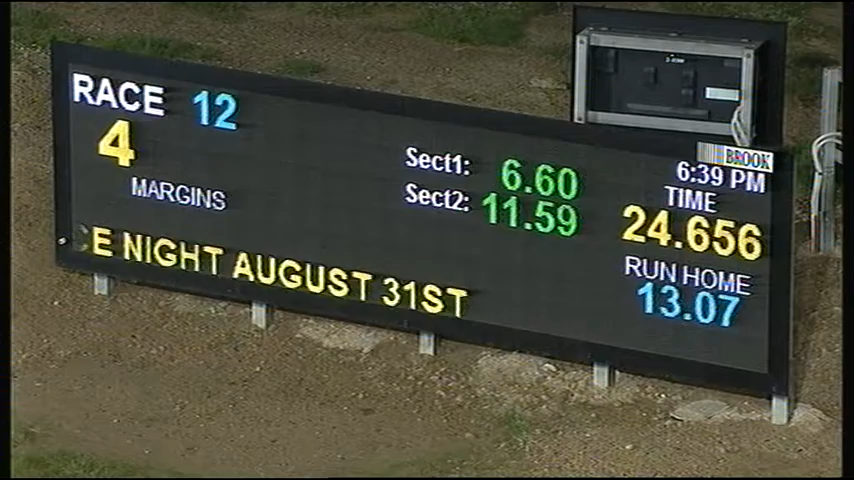 RACE 12
4
MARGINS
Sect1: 6.60
Sect2: 11.59
BROOK
6:39 PM
TIME
24.656
RUN HOME
13.07
E NIGHT AUGUST 31ST